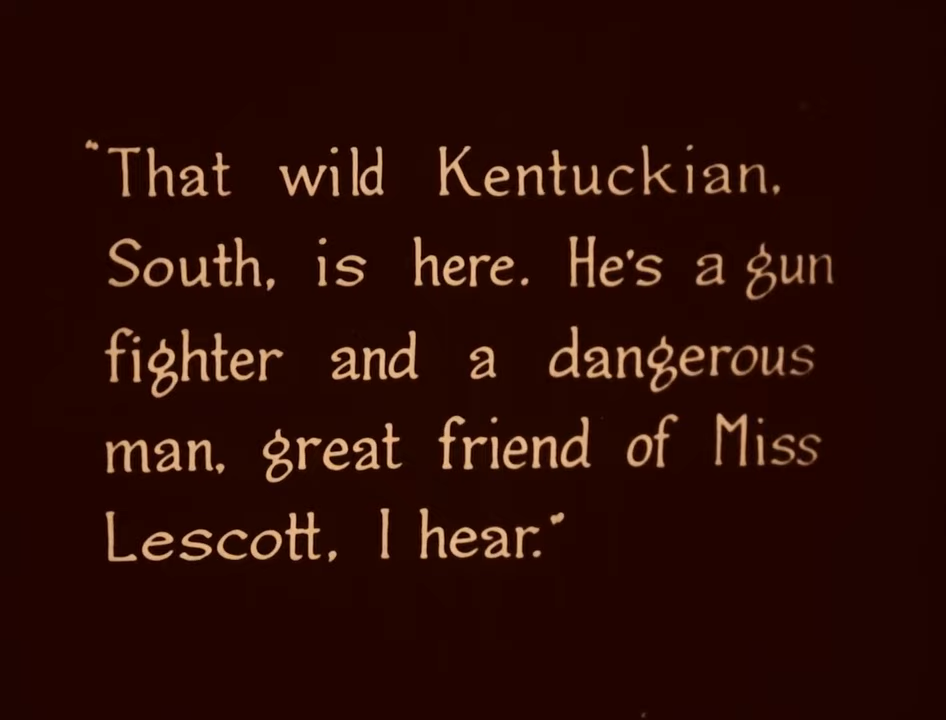 "That wild Kentuckian,
South, is here. He's a gun
fighter and a dangerous
man, great friend of Miss
Lescott, I hear."